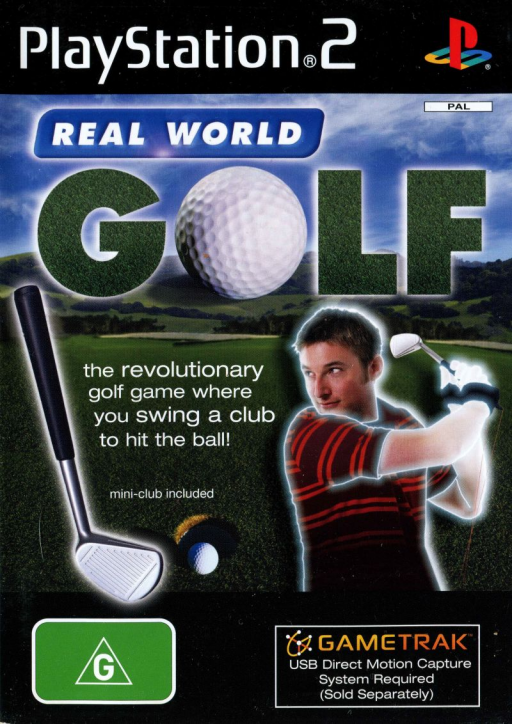 PlayStation®2
PAL
REAL WORLD
GOLF
the revolutionary
golf game where
you swing a club
to hit the ball!
mini-club included
G
GAMETRAK™
USB Direct Motion Capture
System Required
(Sold Separately)